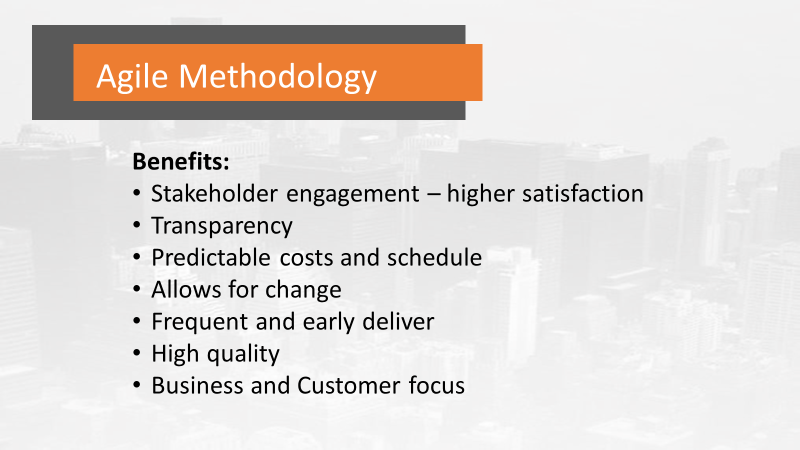 Agile Methodology
Benefits:
• Stakeholder engagement – higher satisfaction
• Transparency
• Predictable costs and schedule
• Allows for change
• Frequent and early deliver
• High quality
• Business and Customer focus